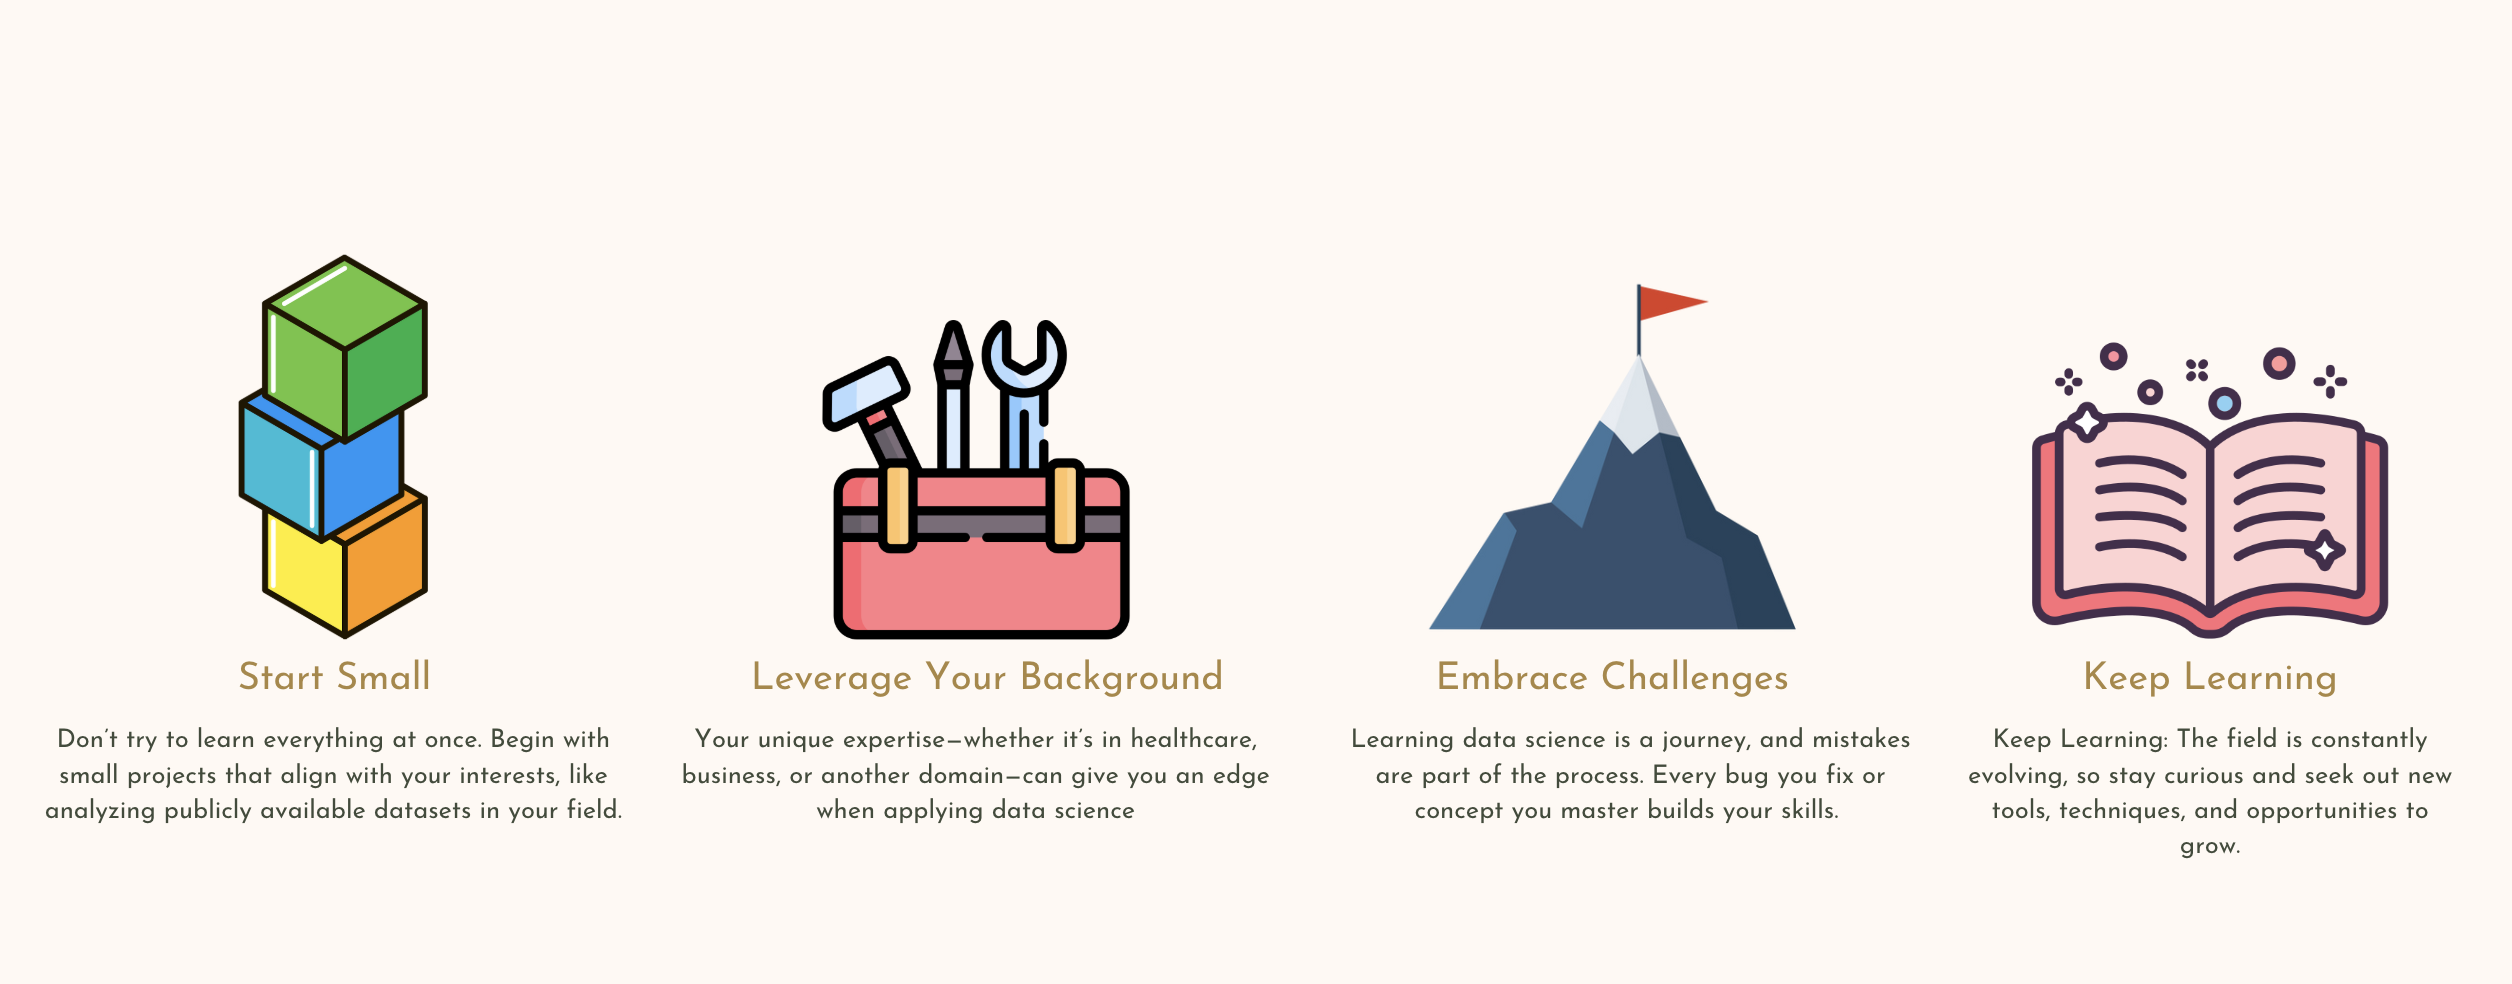 Start Small
Don't try to learn everything at once. Begin with
small projects that align with your interests, like
analyzing publicly available datasets in your field.
Leverage Your Background
Your unique expertise—whether it's in healthcare,
business, or another domain—can give you an edge
when applying data science
Embrace Challenges
Learning data science is a journey, and mistakes
are part of the process. Every bug you fix or
concept you master builds your skills.
Keep Learning
Keep Learning: The field is constantly
evolving, so stay curious and seek out new
tools, techniques, and opportunities to
grow.